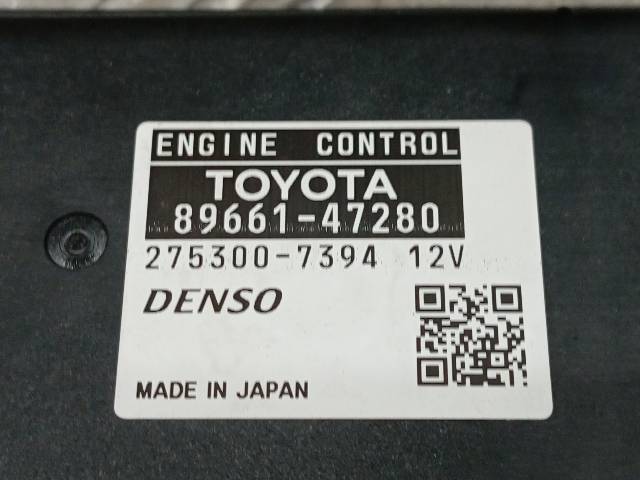 ENGINE CONTROL
TOYOTA
89661-47280
275300-7394 12V
DENSO
MADE IN JAPAN